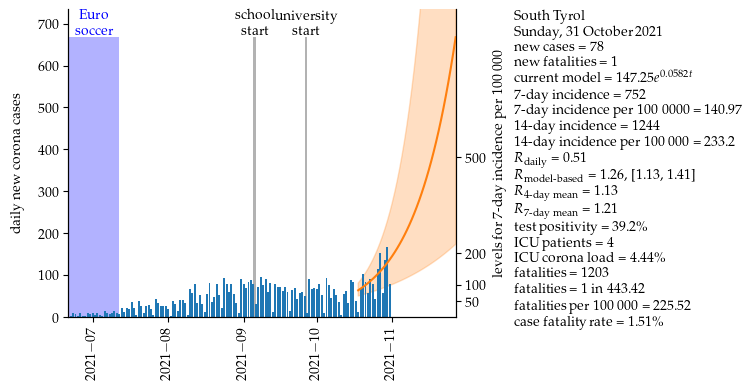 Euro
soccer
school
start
university
start
daily new corona cases
700
600
500
400
300
200
100
0
2021−07
2021−08
2021−09
2021−10
2021−11
levels for 7-day incidence per 100 000
500
200
100
50
South Tyrol
Sunday, 31 October 2021
new cases = 78
new fatalities = 1
current model = 147.25e^0.0582t
7-day incidence = 752
7-day incidence per 100 0000 = 140.97
14-day incidence = 1244
14-day incidence per 100 000 = 233.2
R daily = 0.51
R model-based = 1.26, [1.13, 1.41]
R 4-day mean = 1.13
R 7-day mean = 1.21
test positivity = 39.2%
ICU patients = 4
ICU corona load = 4.44%
fatalities = 1203
fatalities = 1 in 443.42
fatalities per 100 000 = 225.52
case fatality rate = 1.51%